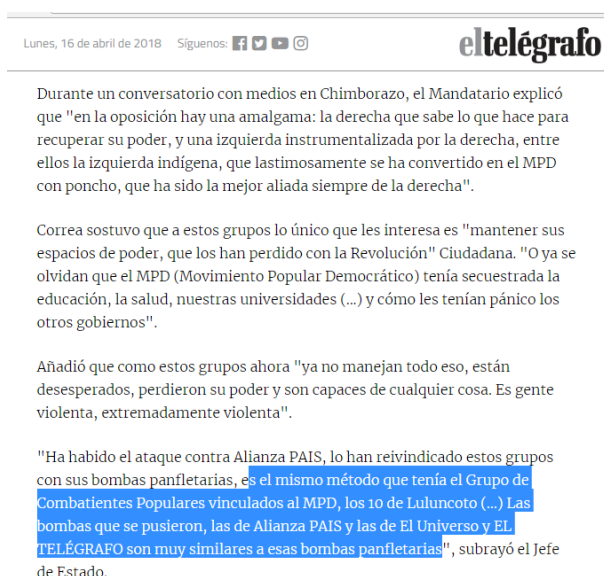 Lunes, 16 de abril de 2018 Síguenos:
eltelégrafo
Durante un conversatorio con medios en Chimborazo, el Mandatario explicó
que "en la oposición hay una amalgama: la derecha que sabe lo que hace para
recuperar su poder, y una izquierda instrumentalizada por la derecha, entre
ellos la izquierda indígena, que lastimosamente se ha convertido en el MPD
con poncho, que ha sido la mejor aliada siempre de la derecha".
Correa sostuvo que a estos grupos lo único que les interesa es "mantener sus
espacios de poder, que los han perdido con la Revolución" Ciudadana. "O ya se
olvidan que el MPD (Movimiento Popular Democrático) tenía secuestrada la
educación, la salud, nuestras universidades (...) y cómo les tenían pánico los
otros gobiernos".
Añadió que como estos grupos ahora "ya no manejan todo eso, están
desesperados, perdieron su poder y son capaces de cualquier cosa. Es gente
violenta, extremadamente violenta".
"Ha habido el ataque contra Alianza PAIS, lo han reivindicado estos grupos
con sus bombas panfletarias, es el mismo método que tenía el Grupo de
Combatientes Populares vinculados al MPD, los 10 de Luluncoto (...) Las
bombas que se pusieron, las de Alianza PAIS y las de El Universo y EL
TELÉGRAFO son muy similares a esas bombas panfletarias", subrayó el Jefe
de Estado.